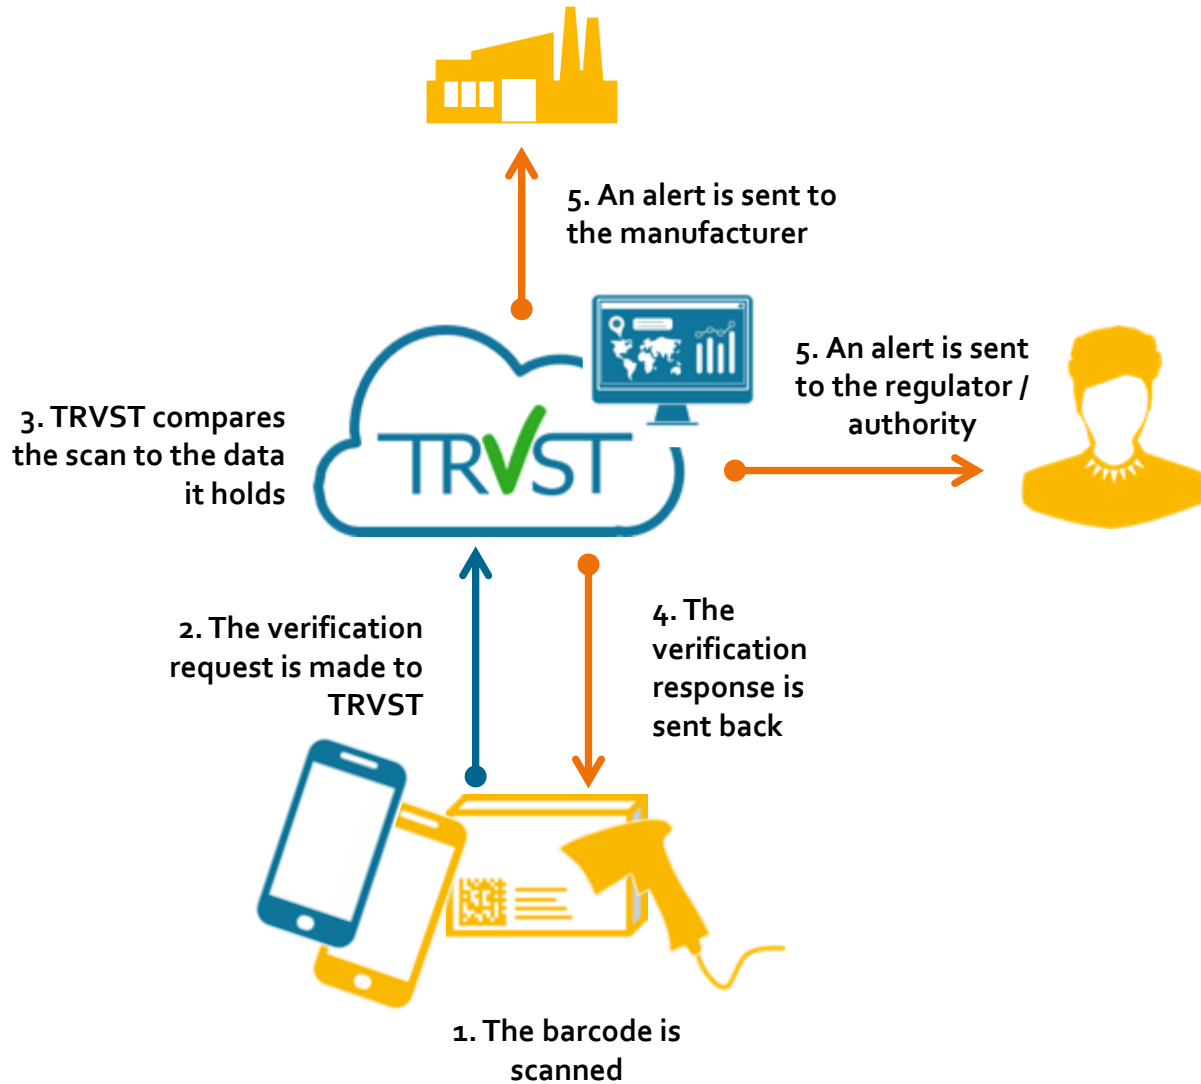 5. An alert is sent to
the manufacturer
5. An alert is sent
to the regulator /
authority
3. TRVST compares
the scan to the data
it holds
TRVST
2. The verification
request is made to
TRVST
4. The
verification
response is
sent back
1. The barcode is
scanned